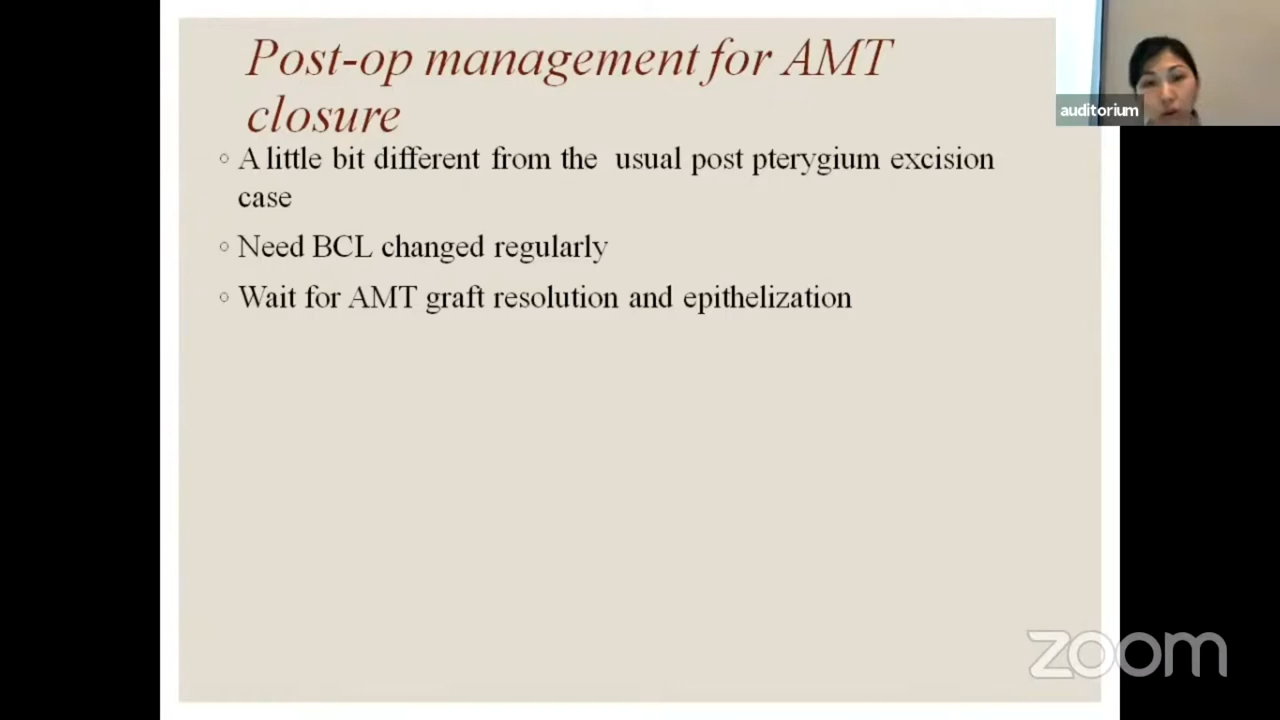 Post-op management for AMT
closure
auditorium
◦ A little bit different from the usual post pterygium excision
case
◦ Need BCL changed regularly
◦ Wait for AMT graft resolution and epithelization
zoom